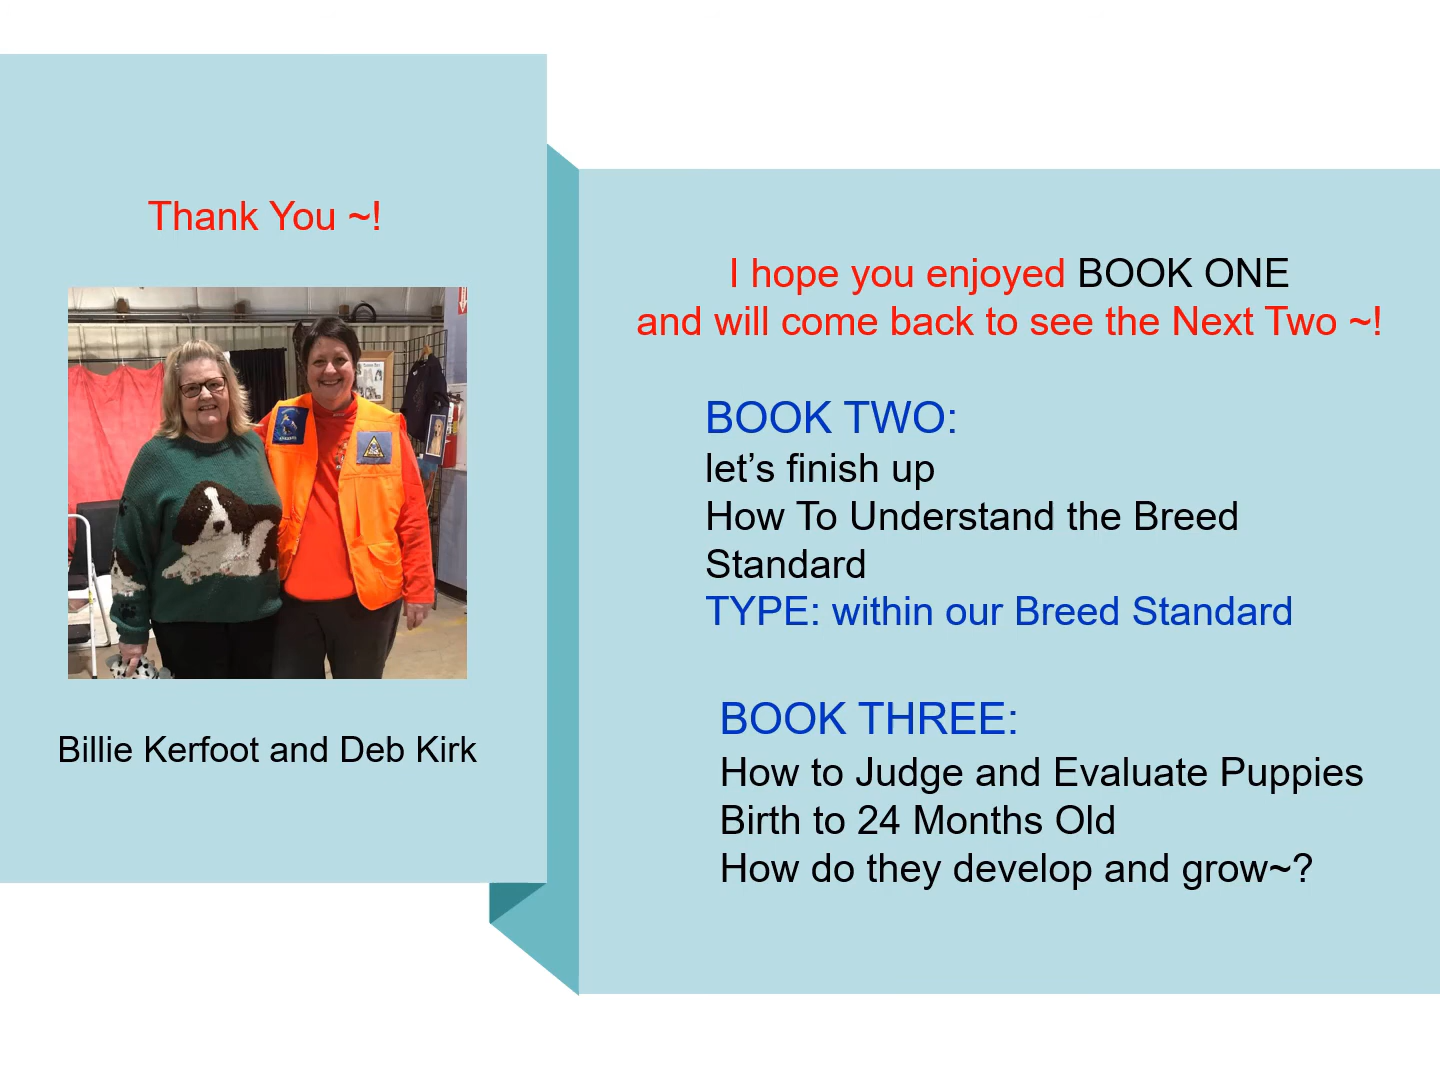 Thank You ~!
Billie Kerfoot and Deb Kirk
I hope you enjoyed BOOK ONE
and will come back to see the Next Two ~!
BOOK TWO:
let’s finish up
How To Understand the Breed
Standard
TYPE: within our Breed Standard
BOOK THREE:
How to Judge and Evaluate Puppies
Birth to 24 Months Old
How do they develop and grow~?